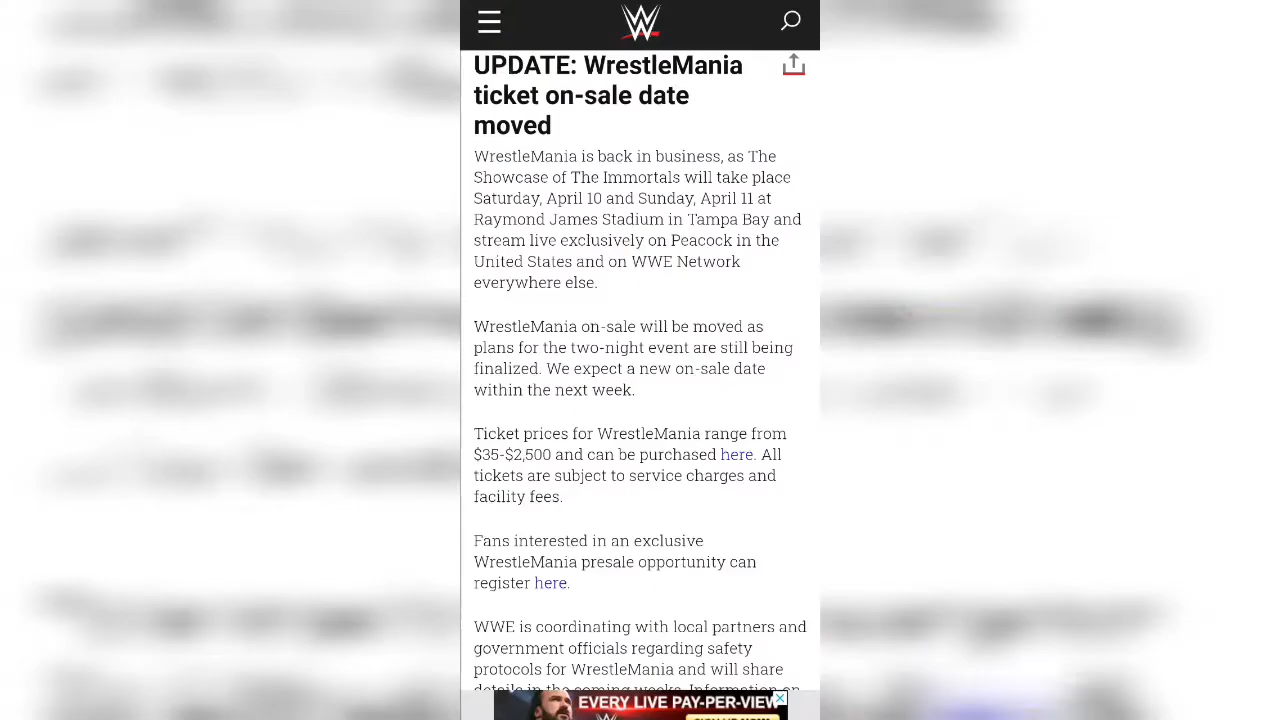 UPDATE: WrestleMania
ticket on-sale date
moved
WrestleMania is back in business, as The
Showcase of The Immortals will take place
Saturday, April 10 and Sunday, April 11 at
Raymond James Stadium in Tampa Bay and
stream live exclusively on Peacock in the
United States and on WWE Network
everywhere else.
WrestleMania on-sale will be moved as
plans for the two-night event are still being
finalized. We expect a new on-sale date
within the next week.
Ticket prices for WrestleMania range from
$35-$2,500 and can be purchased here. All
tickets are subject to service charges and
facility fees.
Fans interested in an exclusive
WrestleMania presale opportunity can
register here.
WWE is coordinating with local partners and
government officials regarding safety
protocols for WrestleMania and will share
details in the coming weeks. Information on
EVERY LIVE PAY-PER-VIEW